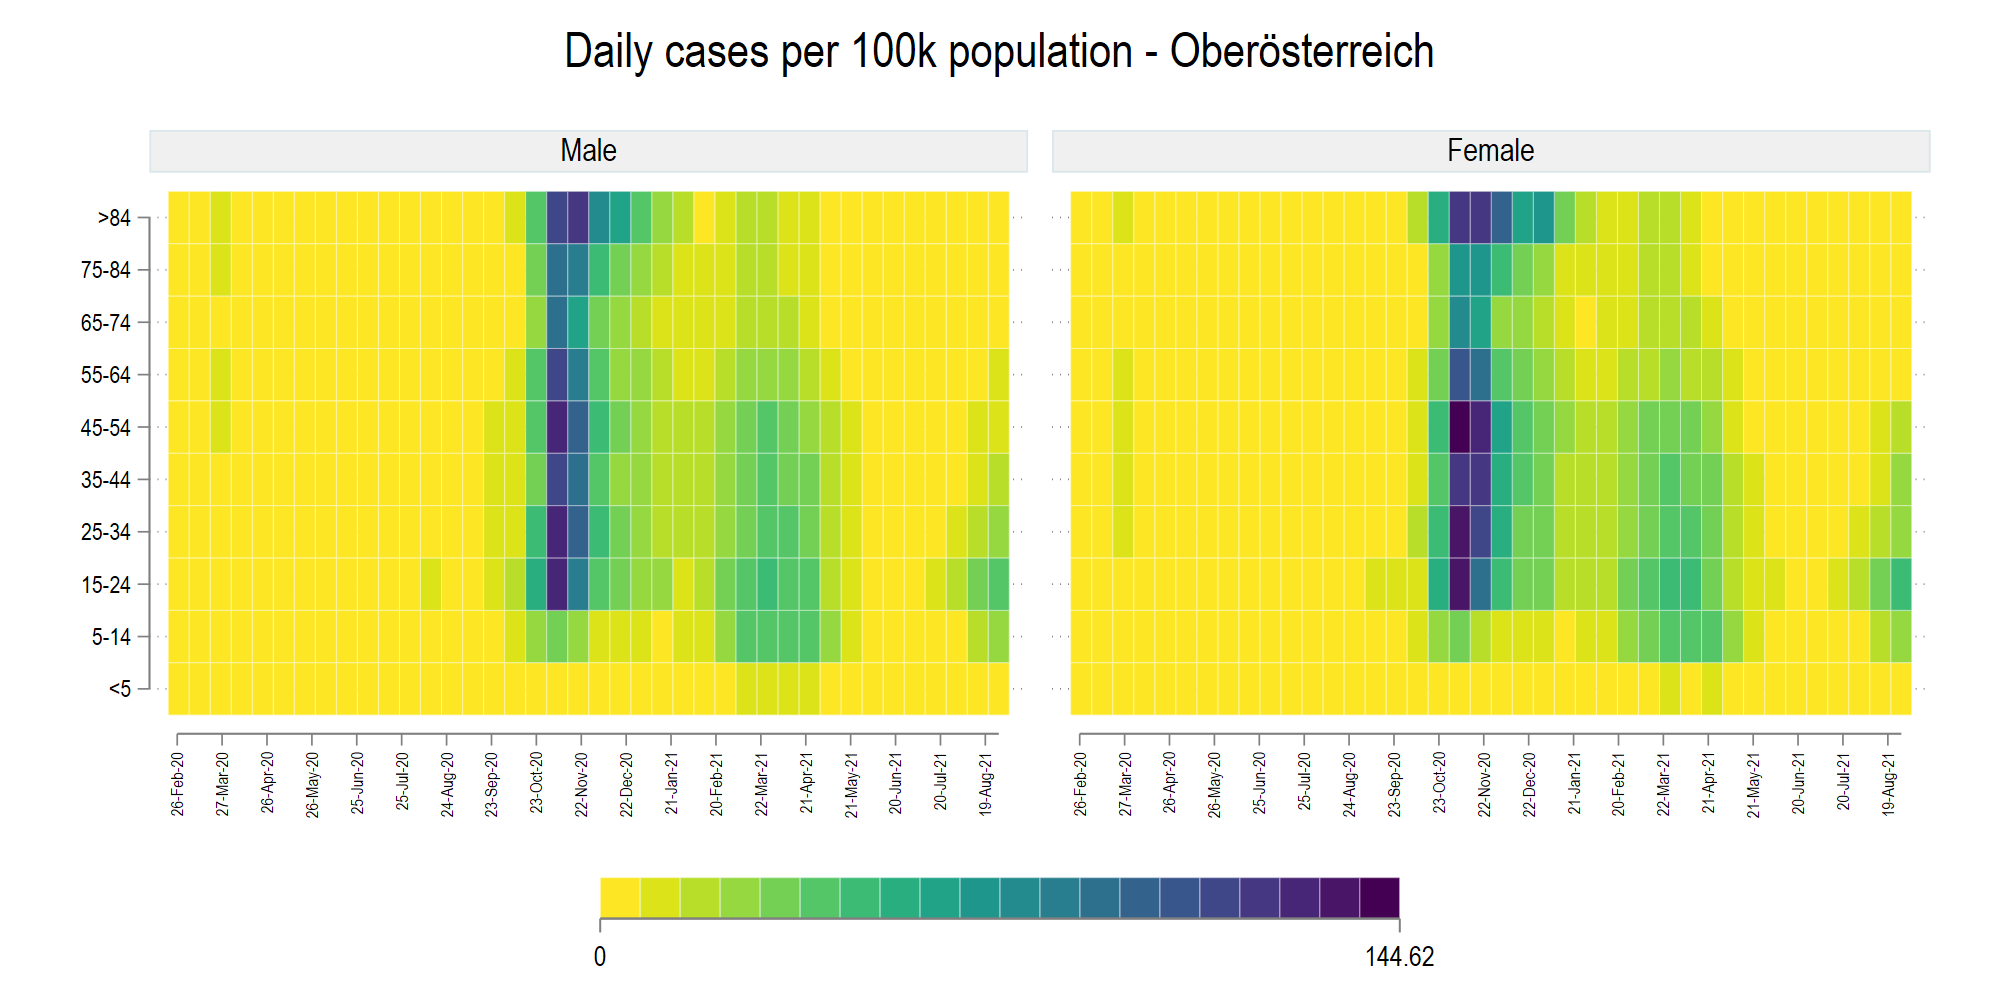 Daily cases per 100k population - Oberösterreich
Male
Female
>84
75-84
65-74
55-64
45-54
35-44
25-34
15-24
5-14
<5
26-Feb-20
27-Mar-20
26-Apr-20
26-May-20
25-Jun-20
25-Jul-20
24-Aug-20
23-Sep-20
23-Oct-20
22-Nov-20
22-Dec-20
21-Jan-21
20-Feb-21
22-Mar-21
21-Apr-21
21-May-21
20-Jun-21
20-Jul-21
19-Aug-21
26-Feb-20
27-Mar-20
26-Apr-20
26-May-20
25-Jun-20
25-Jul-20
24-Aug-20
23-Sep-20
23-Oct-20
22-Nov-20
22-Dec-20
21-Jan-21
20-Feb-21
22-Mar-21
21-Apr-21
21-May-21
20-Jun-21
20-Jul-21
19-Aug-21
0
144.62